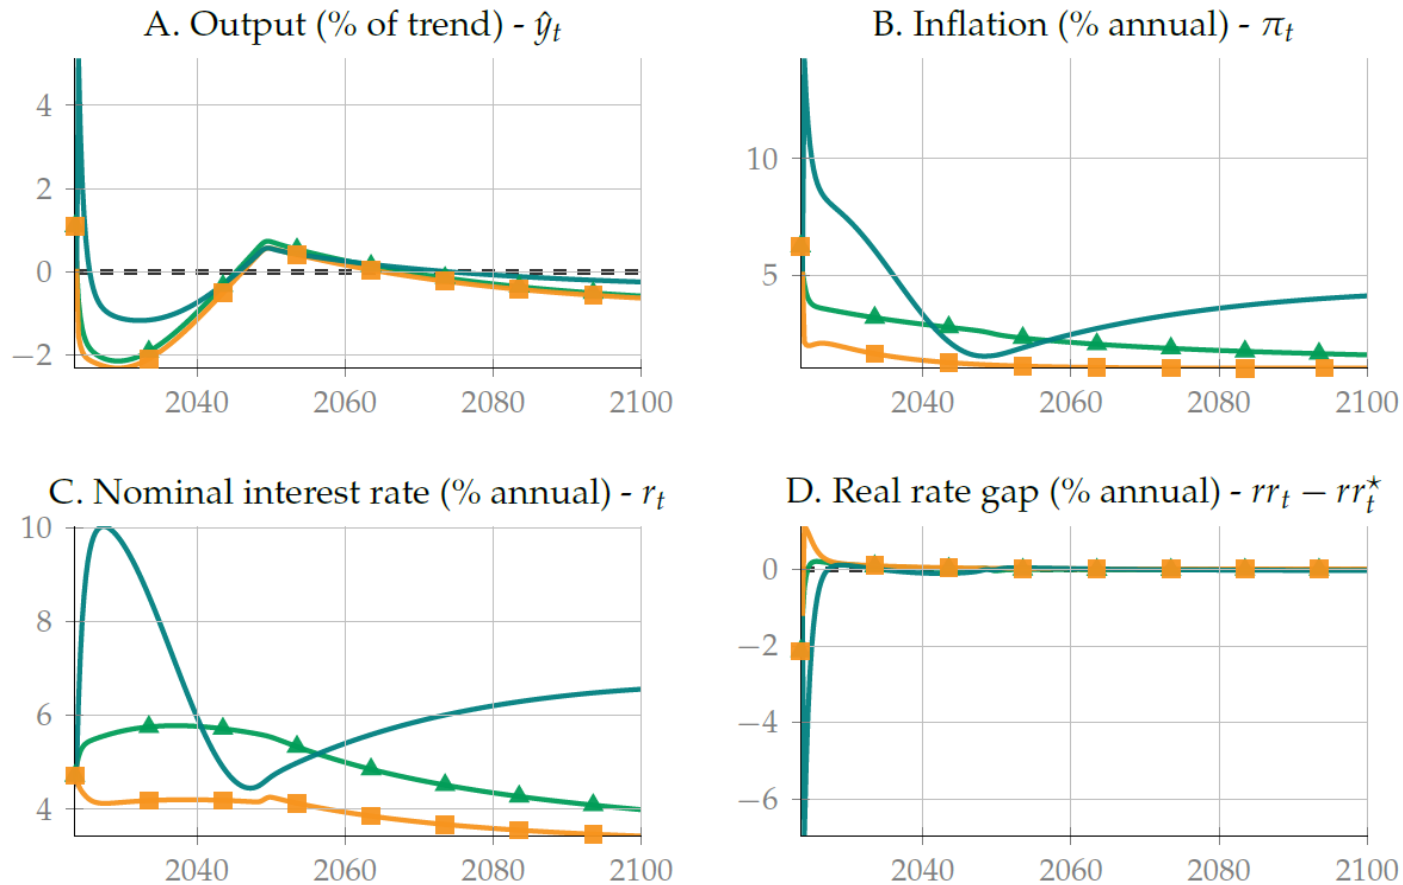 A. Output (% of trend) - ŷₜ
B. Inflation (% annual) - πₜ
4
2
0
−2
10
5
2040 2060 2080 2100
2040 2060 2080 2100
C. Nominal interest rate (% annual) - rₜ
D. Real rate gap (% annual) - rrₜ − rrₜ⋆
10
8
6
4
0
−2
−4
−6
2040 2060 2080 2100
2040 2060 2080 2100